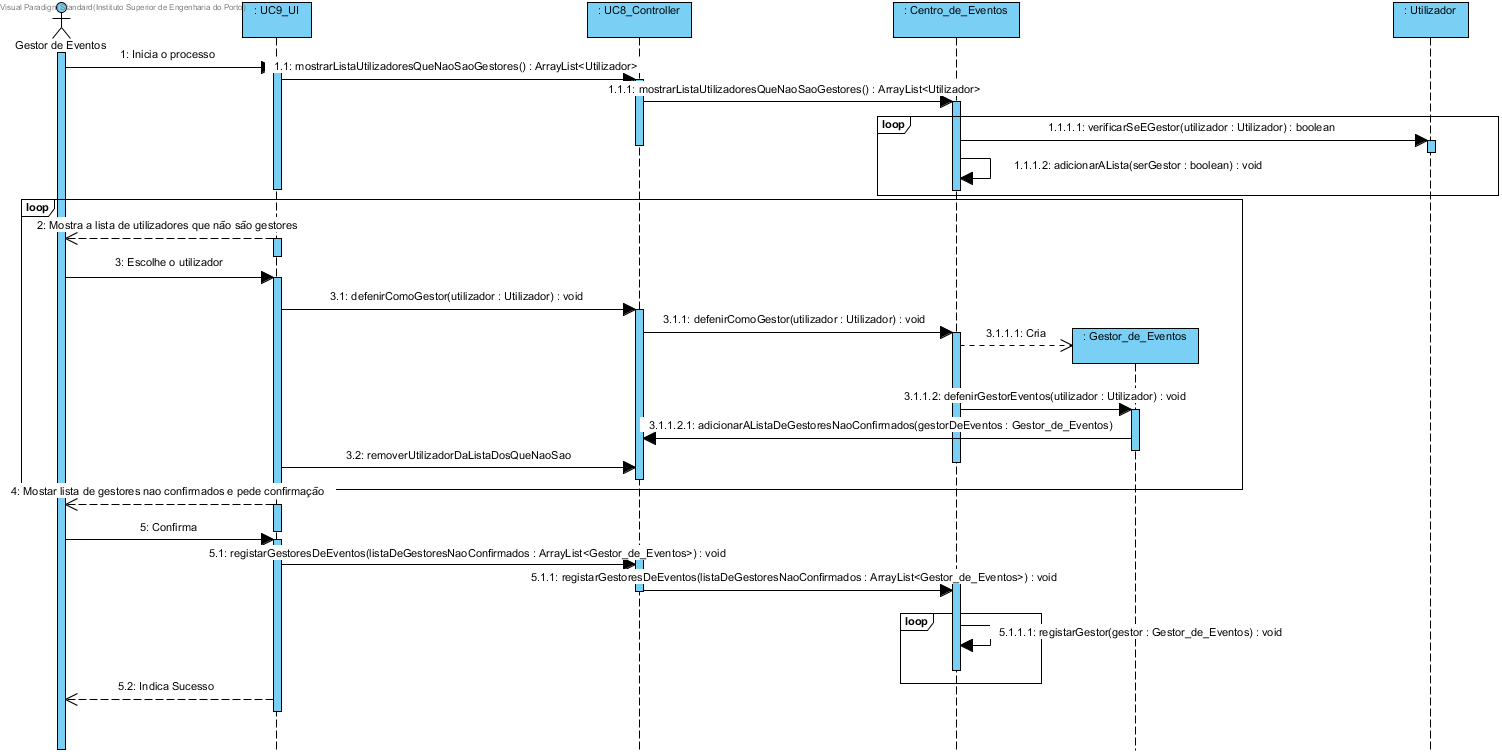 Visual Paradigm Standard(Instituto Superior de Engenharia do Porto
: UC9_UI
: UC8_Controller
: Centro_de_Eventos
: Utilizador
Gestor de Eventos
1: Inicia o processo
1.1: mostrarListaUtilizadoresQueNaoSaoGestores() : ArrayList<Utilizador>
1.1.1: mostrarListaUtilizadoresQueNaoSaoGestores() : ArrayList<Utilizador>
loop
1.1.1.1: verificarSeEGestor(utilizador : Utilizador) : boolean
1.1.1.2: adicionarALista(serGestor : boolean) : void
loop
2: Mostra a lista de utilizadores que não são gestores
3: Escolhe o utilizador
3.1: defenirComoGestor(utilizador : Utilizador) : void
3.1.1: defenirComoGestor(utilizador : Utilizador) : void
3.1.1.1: Cria
: Gestor_de_Eventos
3.1.1.2: defenirGestorEventos(utilizador : Utilizador) : void
3.1.1.2.1: adicionarAListaDeGestoresNaoConfirmados(gestorDeEventos : Gestor_de_Eventos)
3.2: removerUtilizadorDaListaDosQueNaoSao
4: Mostar lista de gestores nao confirmados e pede confirmação
5: Confirma
5.1: registarGestoresDeEventos(listaDeGestoresNaoConfirmados : ArrayList<Gestor_de_Eventos>) : void
5.1.1: registarGestoresDeEventos(listaDeGestoresNaoConfirmados : ArrayList<Gestor_de_Eventos>) : void
loop
5.1.1.1: registarGestor(gestor : Gestor_de_Eventos) : void
5.2: Indica Sucesso